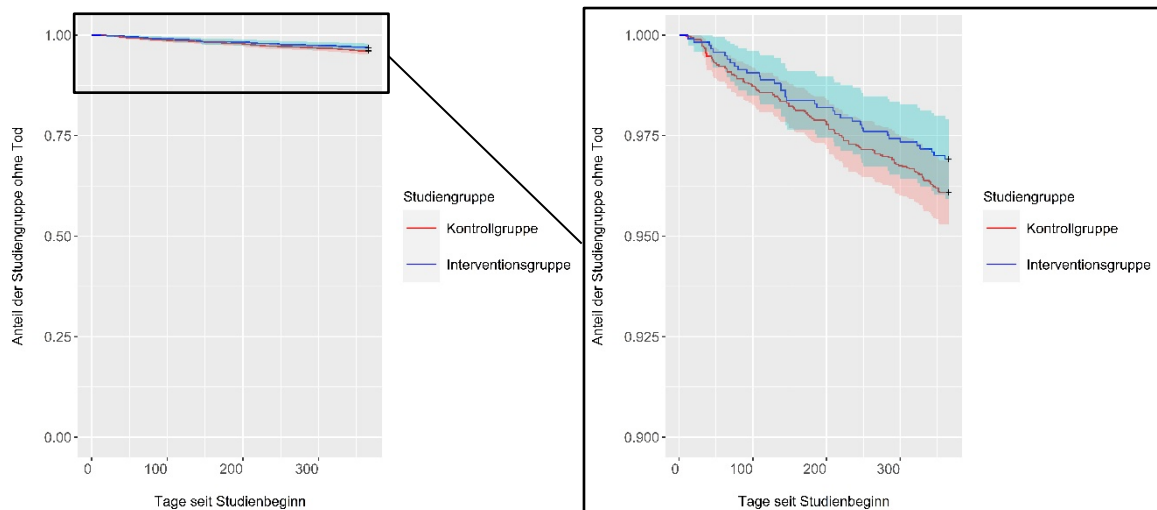 1.00
0.75
0.50
0.25
0.00
Anteil der Studiengruppe ohne Tod
0
100
200
300
Tage seit Studienbeginn
Studiengruppe
Kontrollgruppe
Interventionsgruppe
1.000
0.975
0.950
0.925
0.900
Anteil der Studiengruppe ohne Tod
0
100
200
300
Tage seit Studienbeginn
Studiengruppe
Kontrollgruppe
Interventionsgruppe